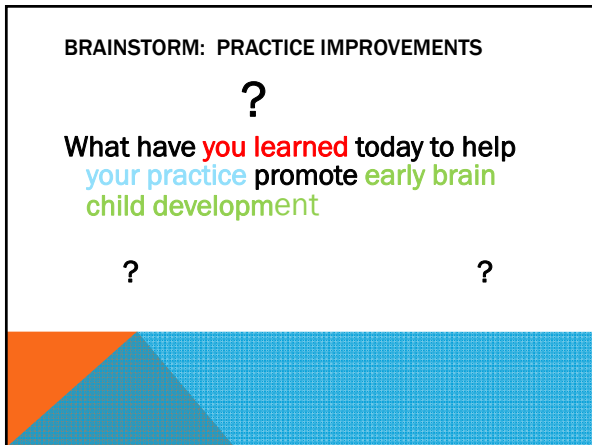 BRAINSTORM: PRACTICE IMPROVEMENTS
?
What have you learned today to help
your practice promote early brain
child development
? ?